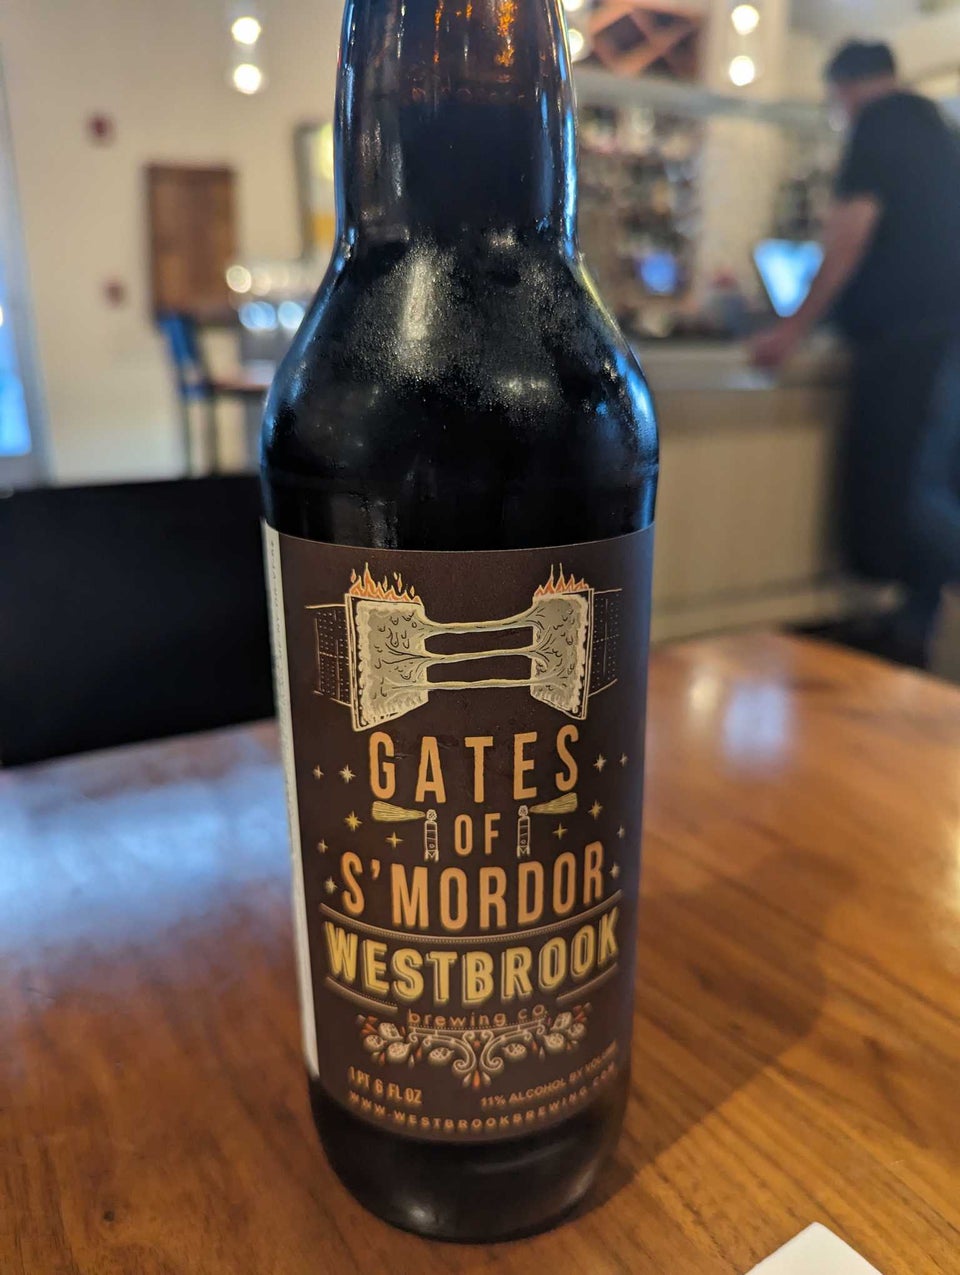 GATES
OF
S'MORDOR
WESTBROOK
brewing co.
1 PT 6 FL OZ
11% ALCOHOL BY VOLUME
WWW.WESTBROOKBREWING.COM